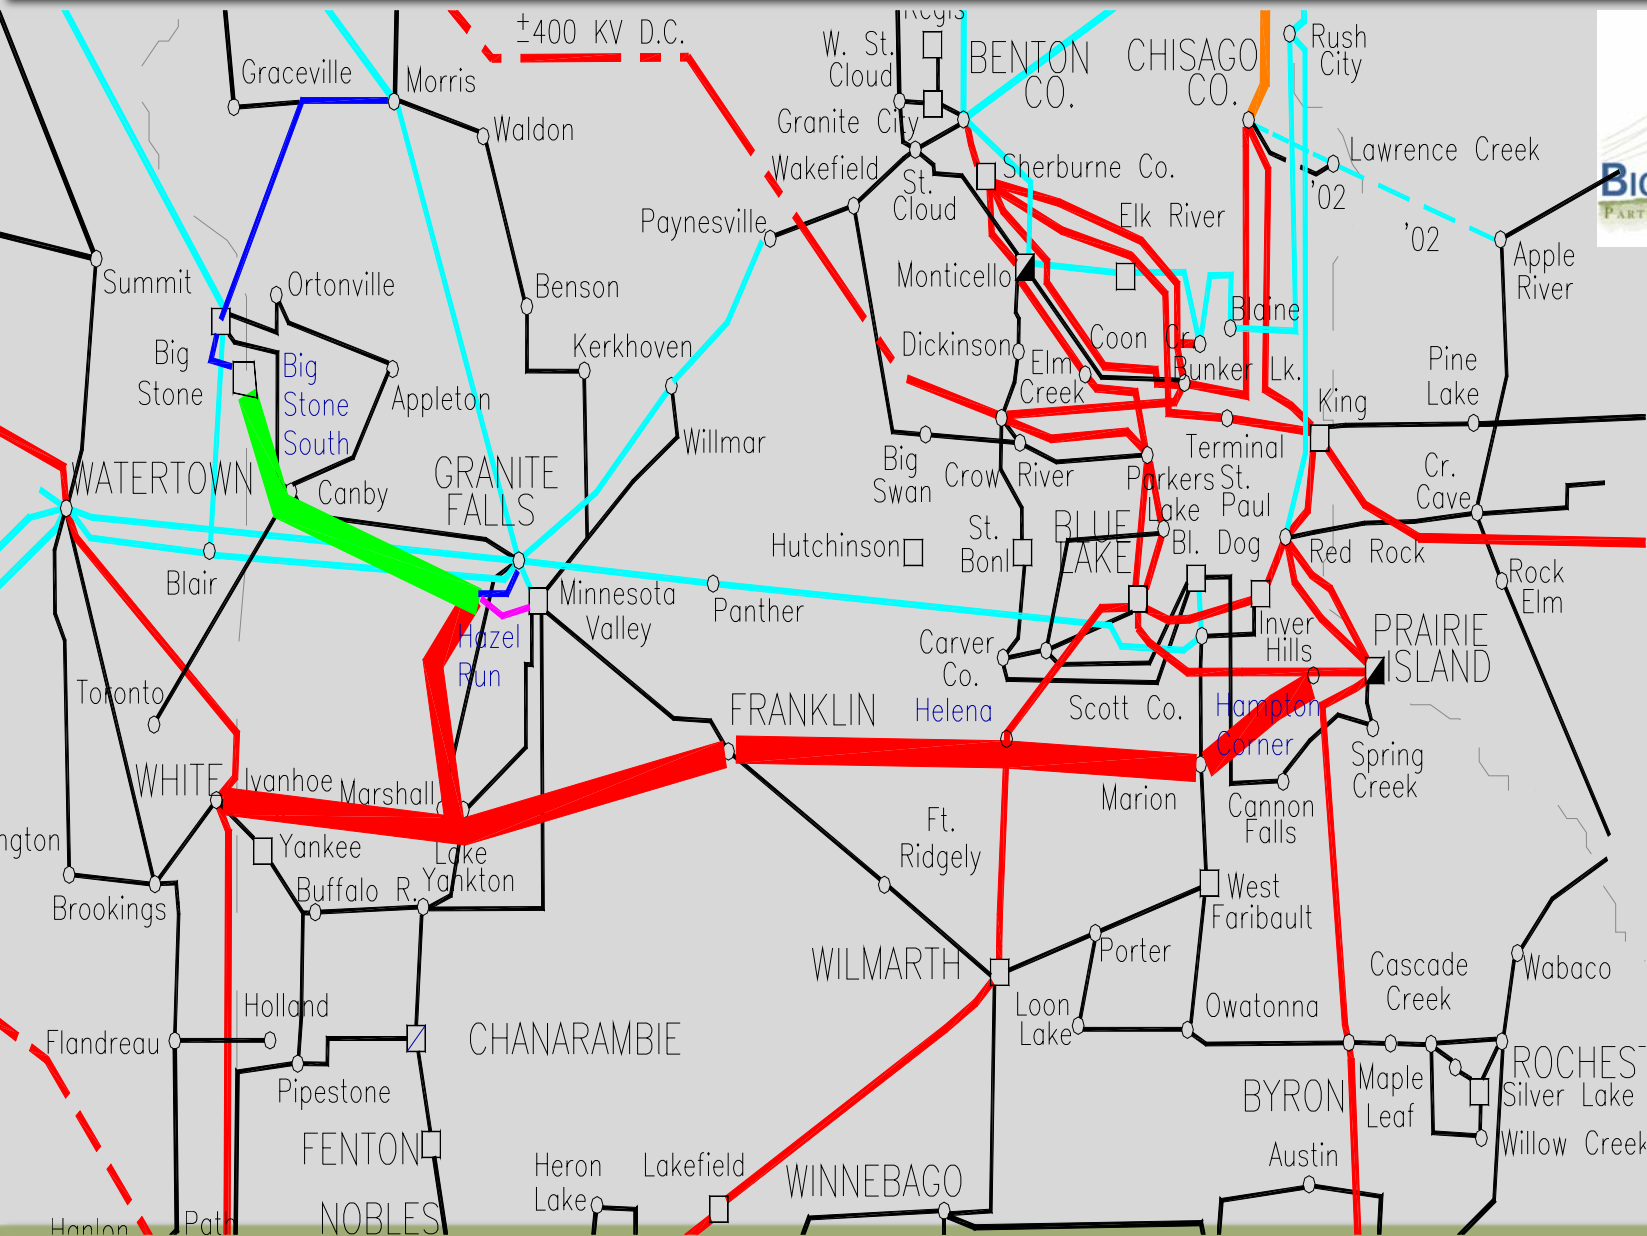 ±400 KV D.C.
Regis
W. St.
Cloud
BENTON
CO.
CHISAGO
CO.
Rush
City
Graceville
Morris
Waldon
Granite City
Wakefield
St.
Cloud
Sherburne Co.
Lawrence Creek
'02
'02
Elk River
Paynesville
Apple
River
Summit
Ortonville
Benson
Monticello
Blaine
Big
Stone
Big
Stone
South
Kerkhoven
Dickinson
Coon Cr.
Elm
Creek
Bunker Lk.
Pine
Lake
Appleton
King
Willmar
Terminal
WATERTOWN
Canby
GRANITE
FALLS
Big
Swan
Crow River
Parkers
Lake
St.
Paul
Cr.
Cave
Hutchinson
St.
Bonl
BLUE
LAKE
Bl. Dog
Red Rock
Blair
Minnesota
Valley
Panther
Rock
Elm
Hazel
Run
Carver
Co.
Inver
Hills
PRAIRIE
ISLAND
Toronto
FRANKLIN
Helena
Scott Co.
Hampton
Corner
Spring
Creek
WHITE
Ivanhoe
Marshall
Marion
Cannon
Falls
ngton
Yankee
Lake
Yankton
Ft.
Ridgely
Buffalo R.
Brookings
West
Faribault
WILMARTH
Porter
Cascade
Creek
Wabaco
Holland
Loon
Lake
Owatonna
Flandreau
CHANARAMBIE
Pipestone
BYRON
Maple
Leaf
ROCHEST
Silver Lake
FENTON
Willow Creek
Heron
Lake
Lakefield
WINNEBAGO
Austin
Hanlon
Path
NOBLES
BIG
PART